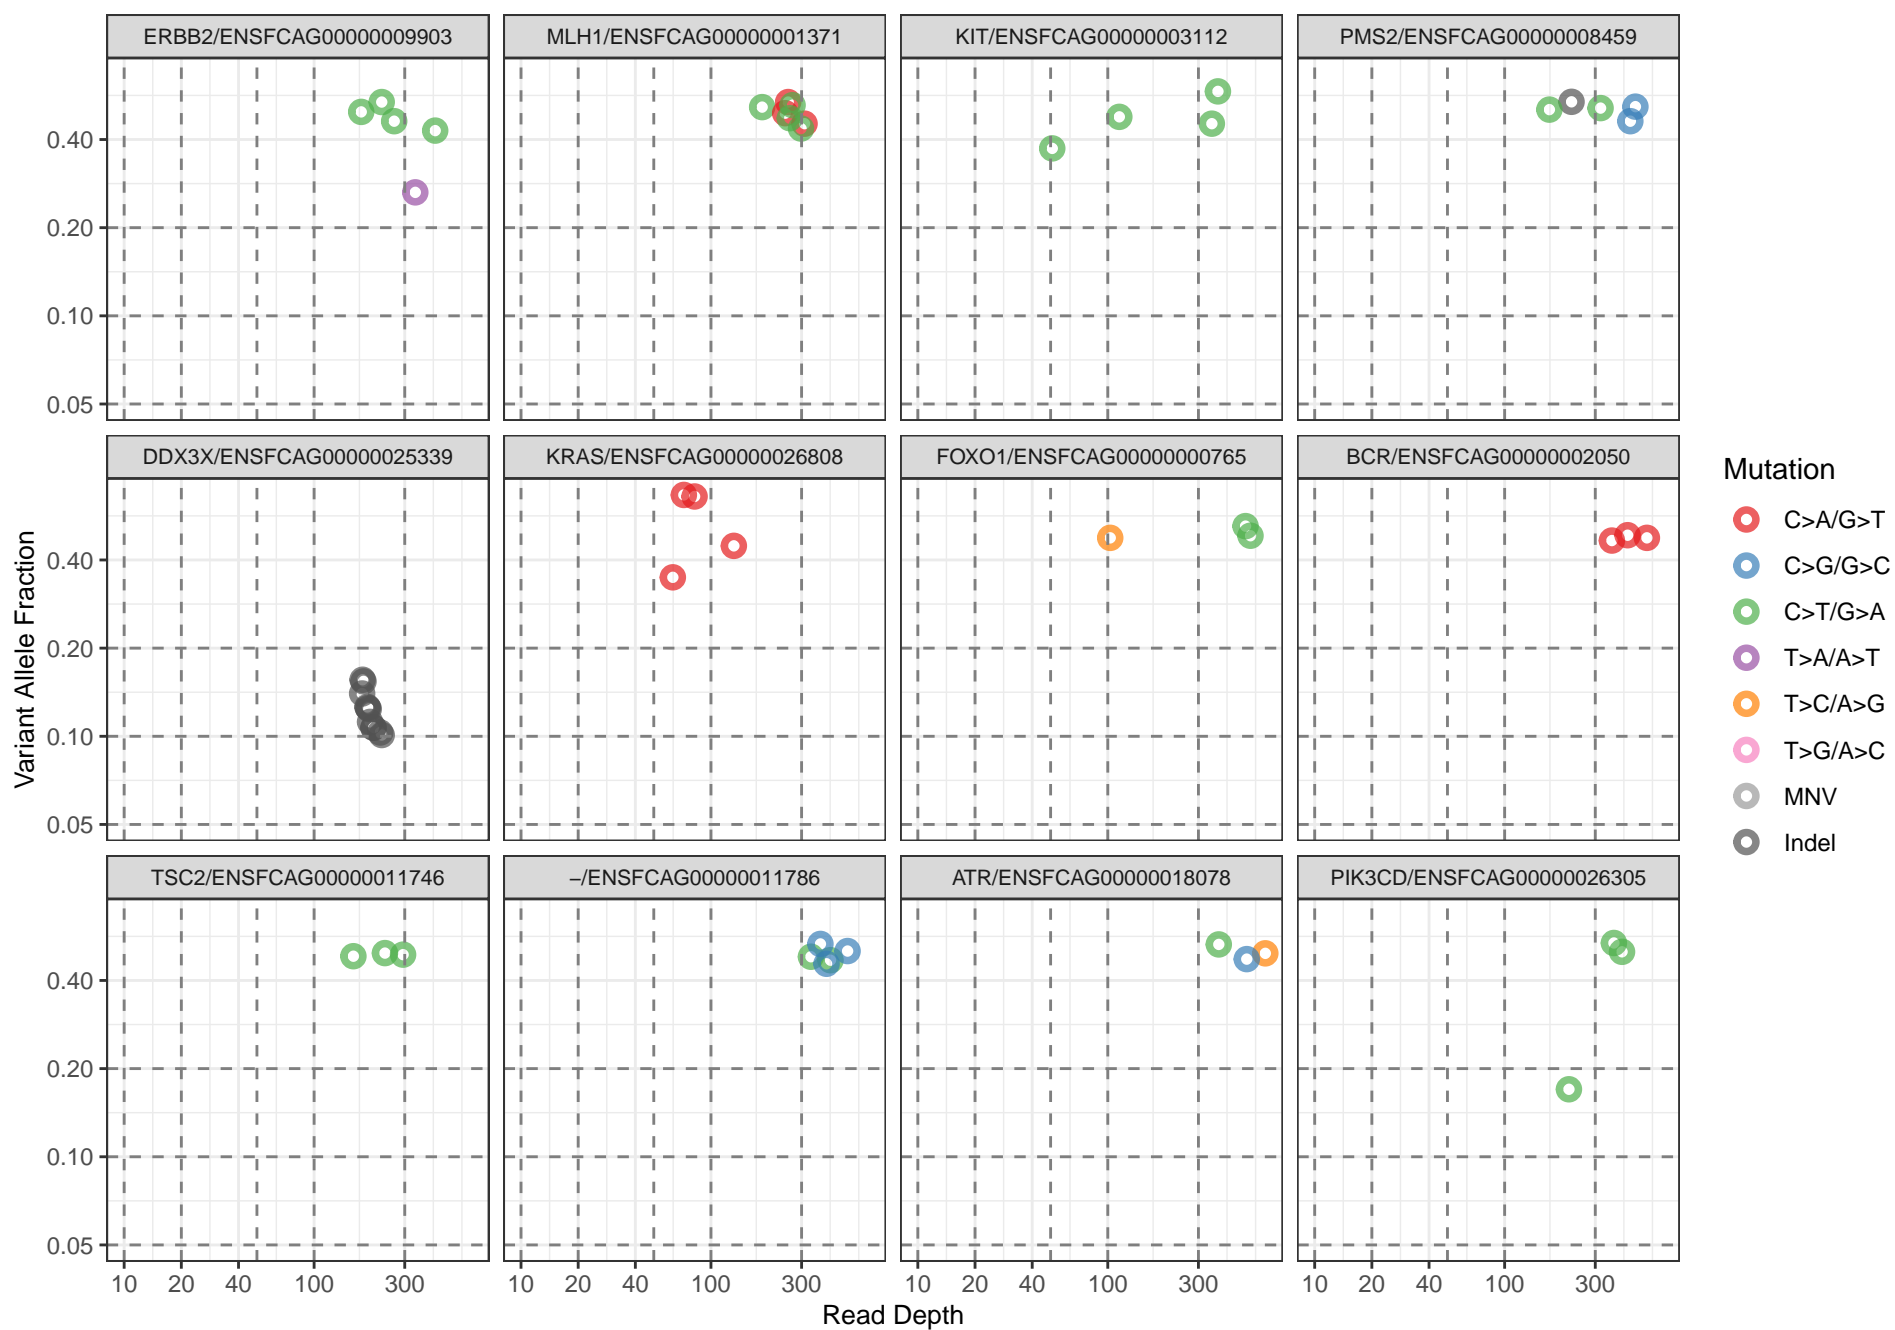 ERBB2/ENSFCAG00000009903
MLH1/ENSFCAG00000001371
KIT/ENSFCAG00000003112
PMS2/ENSFCAG00000008459
0.40
0.20
0.10
0.05
DDX3X/ENSFCAG00000025339
KRAS/ENSFCAG00000026808
FOXO1/ENSFCAG00000000765
BCR/ENSFCAG00000002050
0.40
0.20
0.10
0.05
TSC2/ENSFCAG00000011746
–/ENSFCAG00000011786
ATR/ENSFCAG00000018078
PIK3CD/ENSFCAG00000026305
0.40
0.20
0.10
0.05
10 20 40 100 300
10 20 40 100 300
10 20 40 100 300
10 20 40 100 300
Read Depth
Variant Allele Fraction
Mutation
C>A/G>T
C>G/G>C
C>T/G>A
T>A/A>T
T>C/A>G
T>G/A>C
MNV
Indel